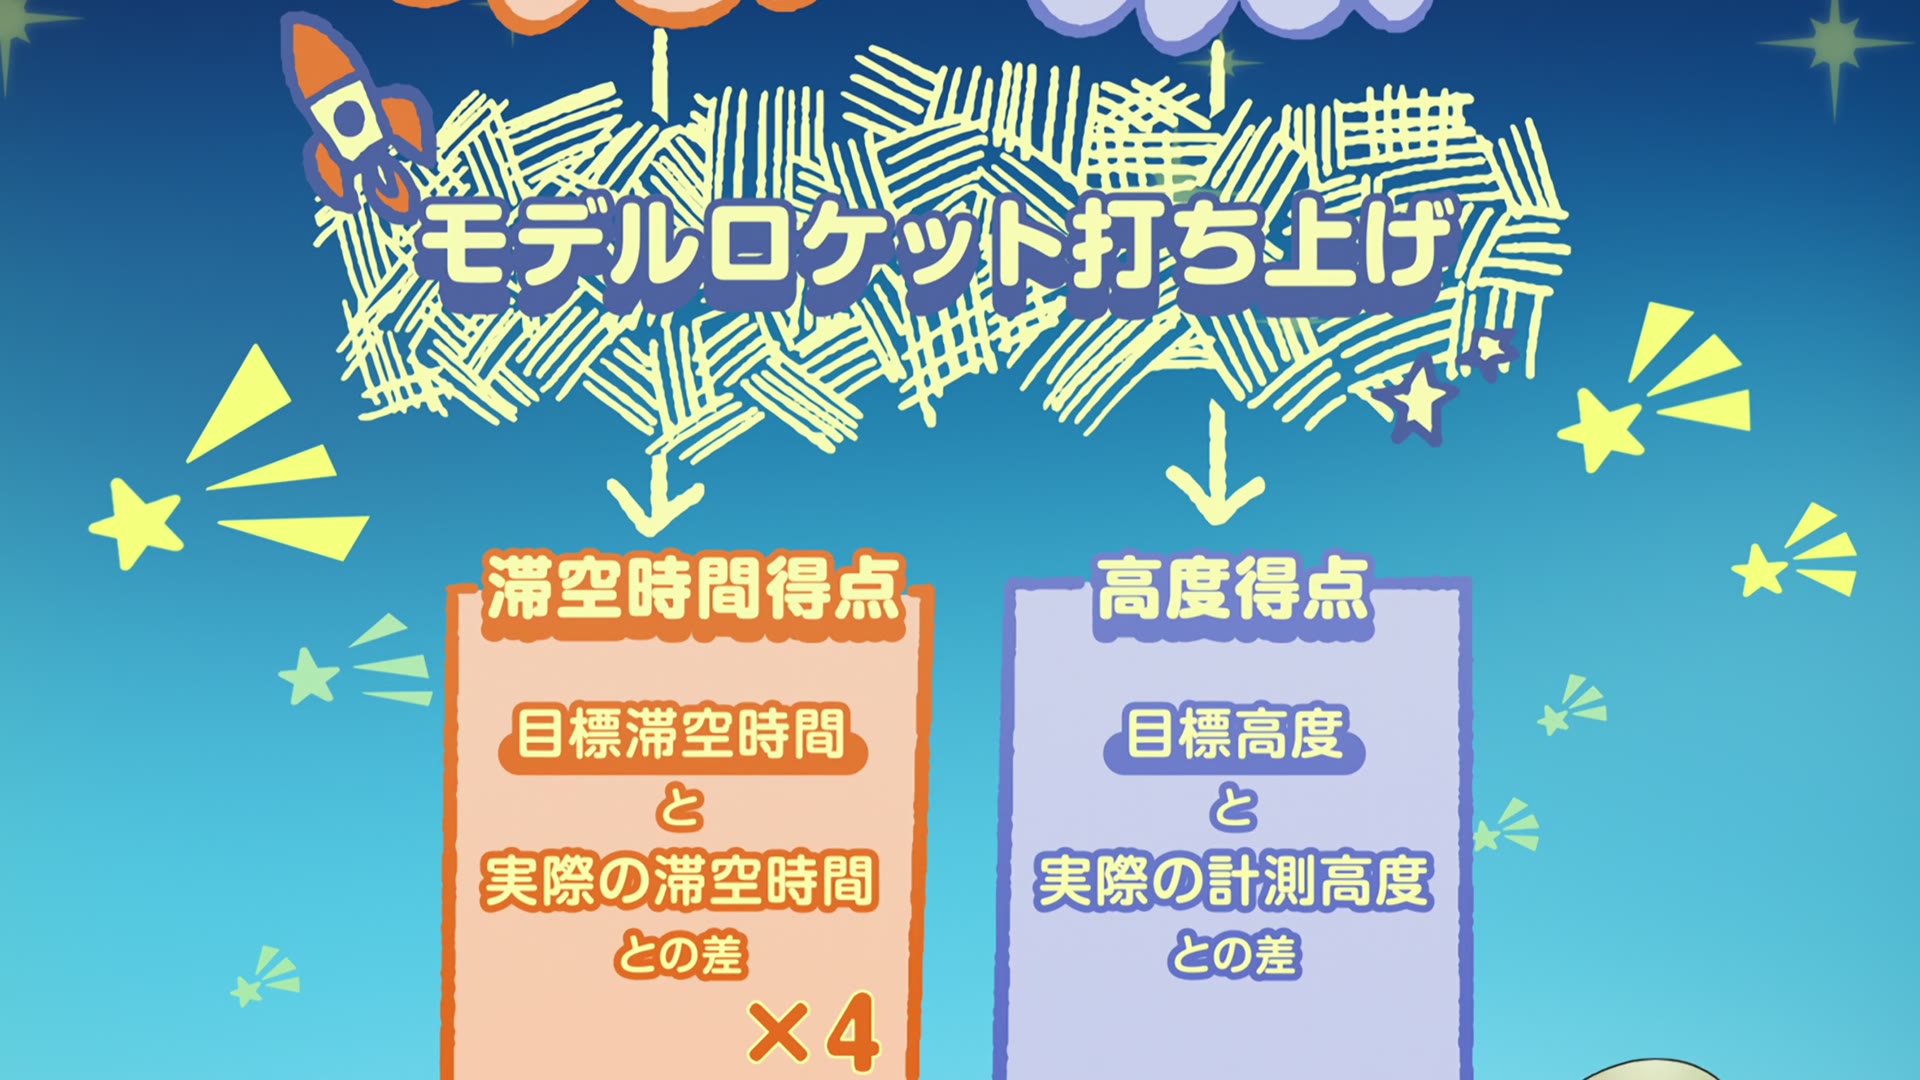 モデルロケット打ち上げ
滞空時間得点
目標滞空時間
と
実際の滞空時間
との差
×4
高度得点
目標高度
と
実際の計測高度
との差